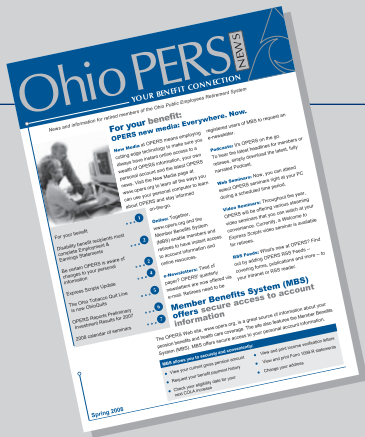 Ohio PERS
NEWS
YOUR BENEFIT CONNECTION
News and information for retired members of the Ohio Public Employees Retirement System
For your benefit:
OPERS new media: Everywhere. Now.
New Media at OPERS means employing
cutting edge technology to make sure you
always have instant online access to a
wealth of OPERS information, your own
personal account and the latest OPERS
news. Visit the New Media page at
www.opers.org to learn all the ways you
can use your personal computer to learn
about OPERS and stay informed
on-the-go.
Online: Together,
www.opers.org and the
Member Benefits System
(MBS) enable members and
retirees to have instant access
to account information and
other resources.
e-Newsletters: Tired of
paper? OPERS' quarterly
newsletters are now offered via
e-mail. Retirees need to be
registered users of MBS to request an
e-newsletter.
Podcasts: It's OPERS on the go.
To hear the latest headlines for members or
retirees, simply download the latest, fully
narrated Podcast.
Web Seminars: Now, you can attend
select OPERS seminars right at your PC
during a scheduled time period.
Video Seminars: Throughout the year,
OPERS will be offering various streaming
video seminars that you can watch at your
convenience. Currently, a Welcome to
Express Scripts video seminar is available
for retirees.
RSS Feeds: What's new at OPERS? Find
out by adding OPERS RSS Feeds –
covering forms, publications and more – to
your intranet or RSS reader.
For your benefit 1
Disability benefit recipients must
complete Employment &
Earnings Statements 3
Be certain OPERS is aware of
changes to your personal
information 3
Express Scripts Update 4
The Ohio Tobacco Quit Line
is now OhioQuits 5
OPERS Reports Preliminary
Investment Results for 2007 6
2008 calendar of seminars 7
Member Benefits System (MBS)
offers secure access to account
information
The OPERS Web site, www.opers.org, is a great source of information about your
pension benefits and health care coverage. The site also features the Member Benefits
System (MBS). MBS offers secure access to your personal account information.
MBS allows you to securely and conveniently:
• View your current gross pension amount
• Request your benefit payment history
• Check your eligibility date for your
next COLA increase
• View and print income verification letters
• View and print Form 1099-R statements
• Change your address
Spring 2008